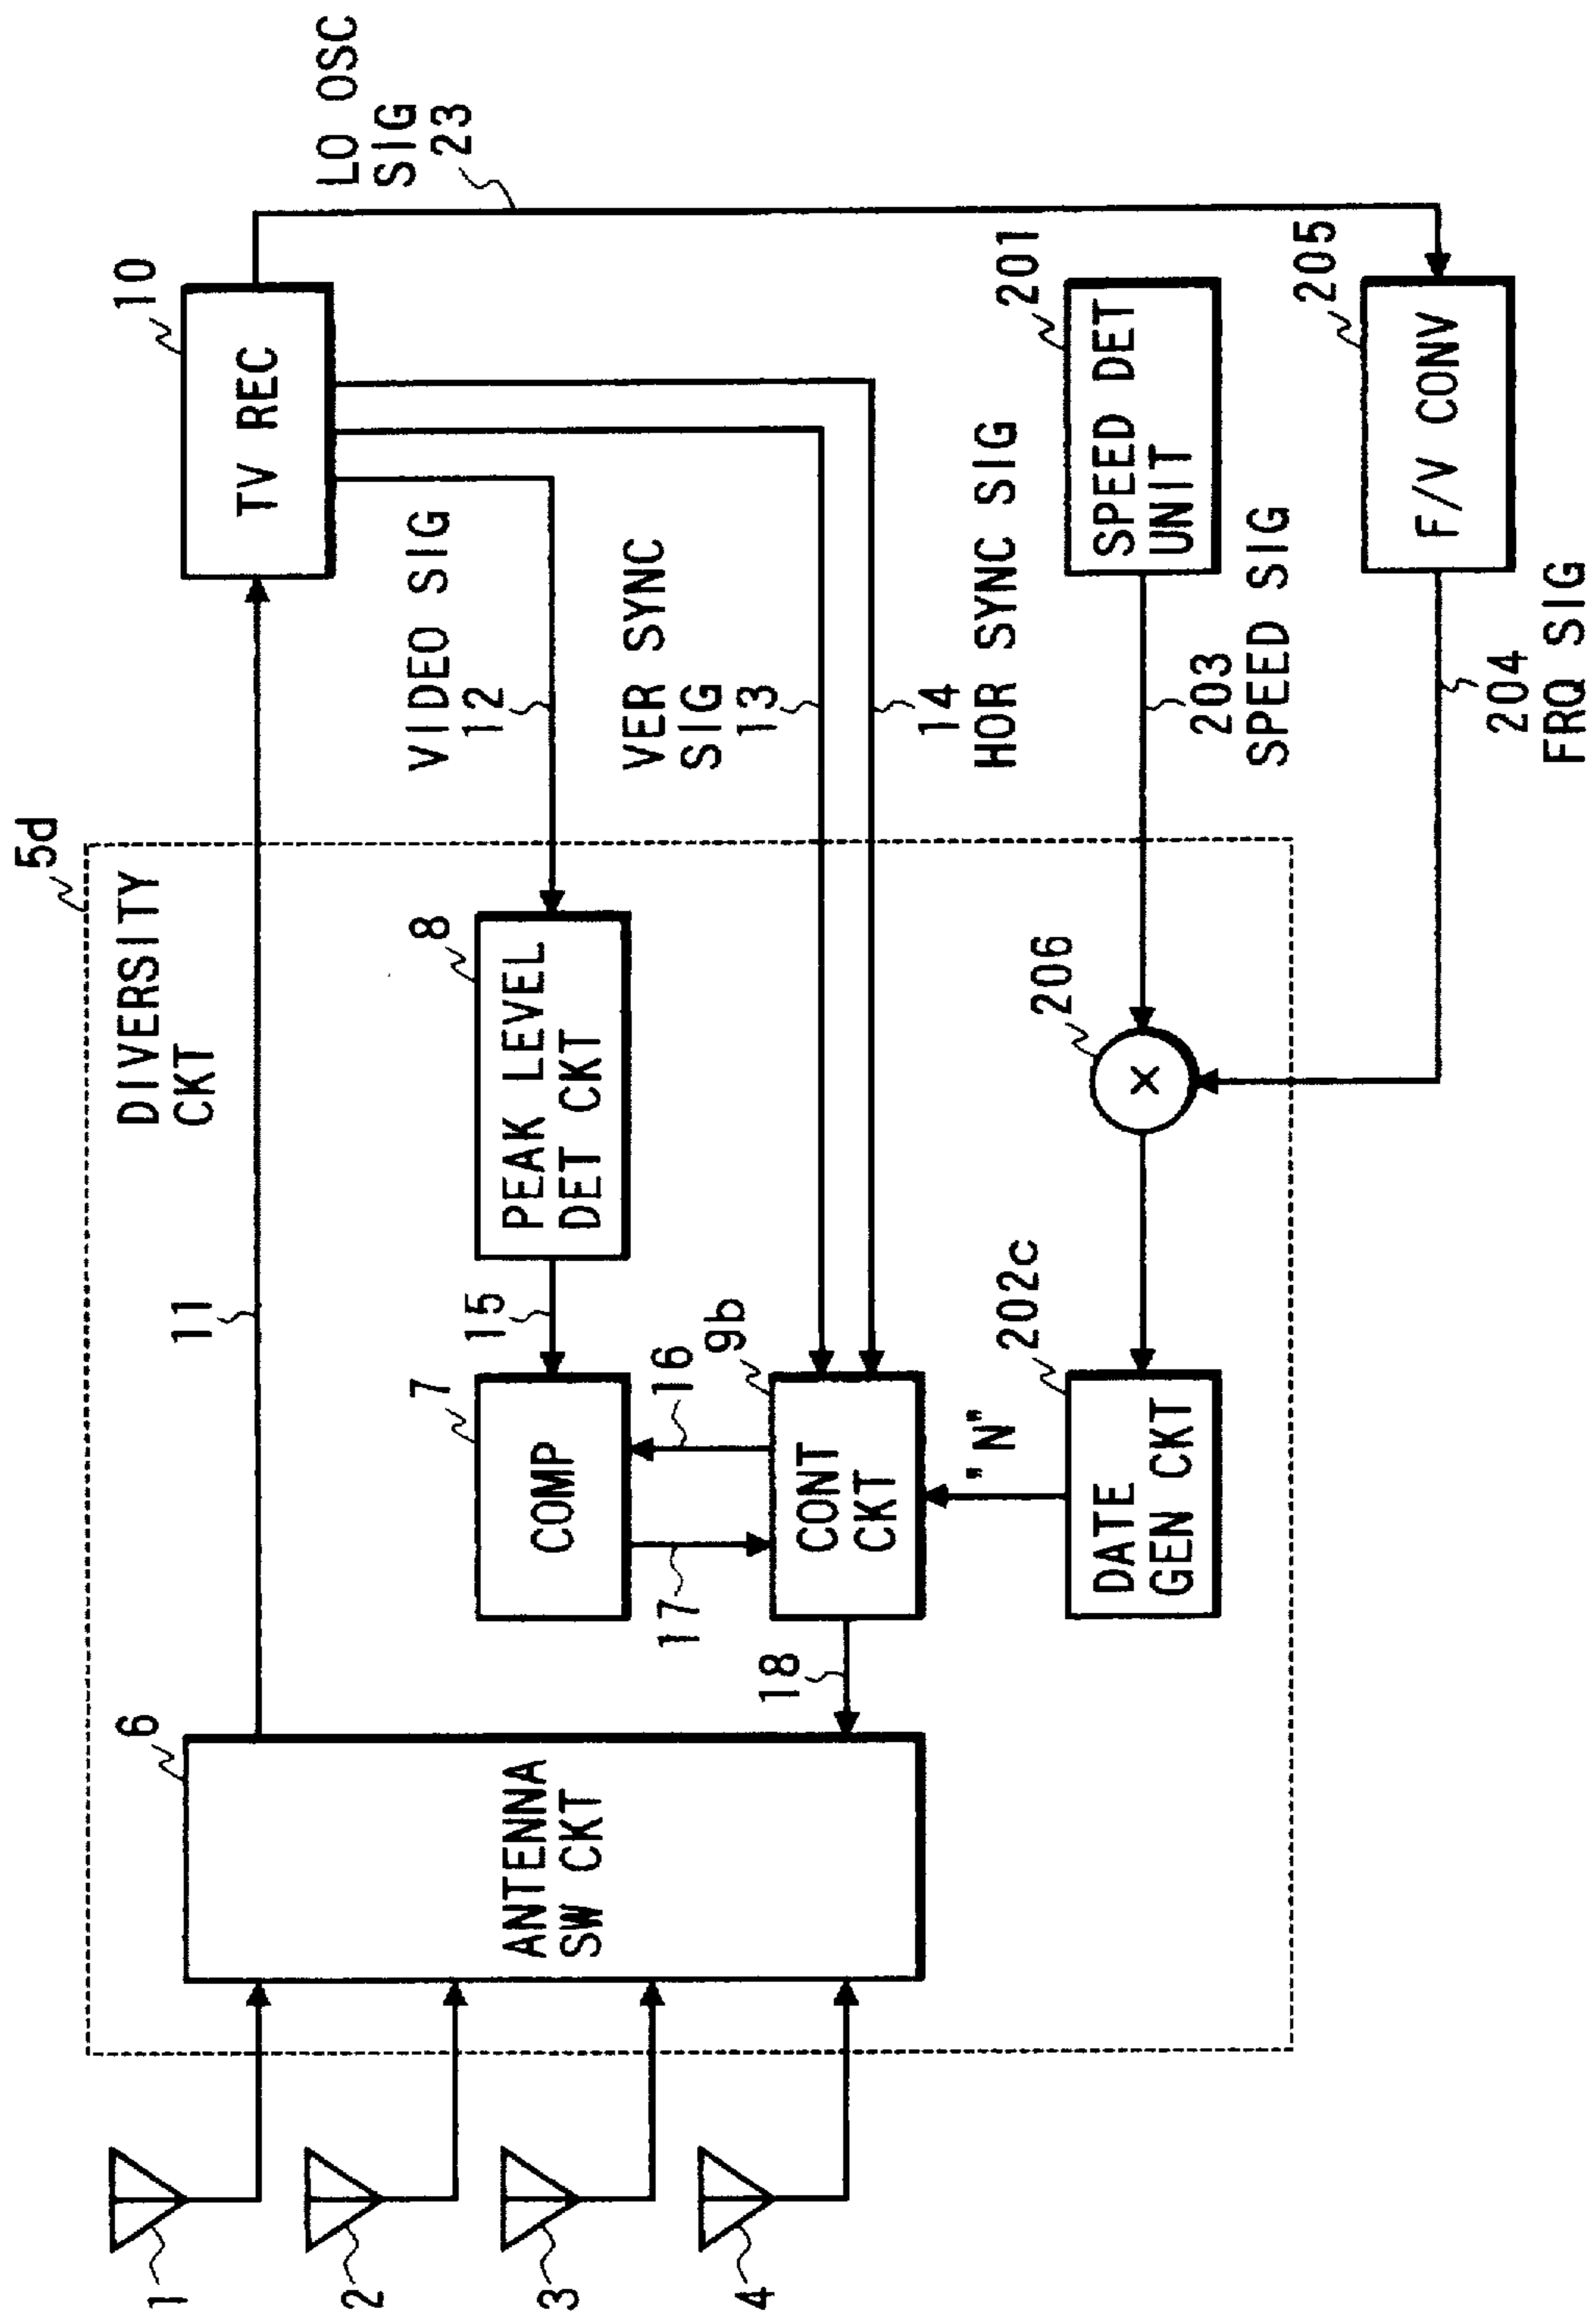 5d
DIVERSITY
CKT
1
2
3
4
6
ANTENNA
SW CKT
11
10
TV REC
LO OSC
SIG
23
VIDEO SIG
12
8
PEAK LEVEL
DET CKT
15
7
COMP
16
17
VER SYNC
SIG
13
14
HOR SYNC SIG
9b
CONT
CKT
18
"N"
202c
DATE
GEN CKT
206
X
201
SPEED DET
UNIT
203
SPEED SIG
205
F/V CONV
204
FRQ SIG